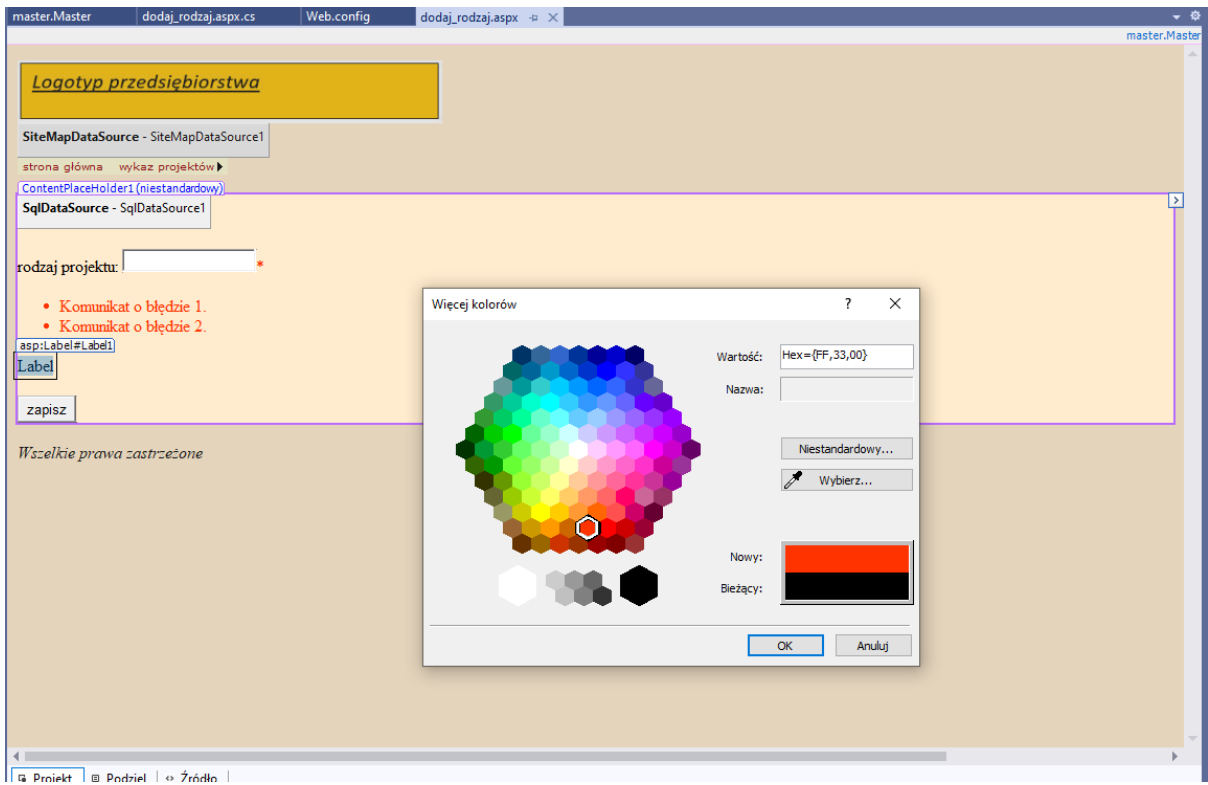 master.Master dodaj_rodzaj.aspx.cs Web.config dodaj_rodzaj.aspx
master.Master
Logotyp przedsiębiorstwa
SiteMapDataSource - SiteMapDataSource1
strona główna wykaz projektów
ContentPlaceHolder1 (niestandardowy)
SqlDataSource - SqlDataSource1
rodzaj projektu: *
• Komunikat o błędzie 1.
• Komunikat o błędzie 2.
asp:Label#Label1
Label
zapisz
Wszelkie prawa zastrzeżone
Więcej kolorów ?
Wartość: Hex={FF,33,00}
Nazwa:
Niestandardowy...
Wybierz...
Nowy:
Bieżący:
OK Anuluj
Projekt Podziel Źródło